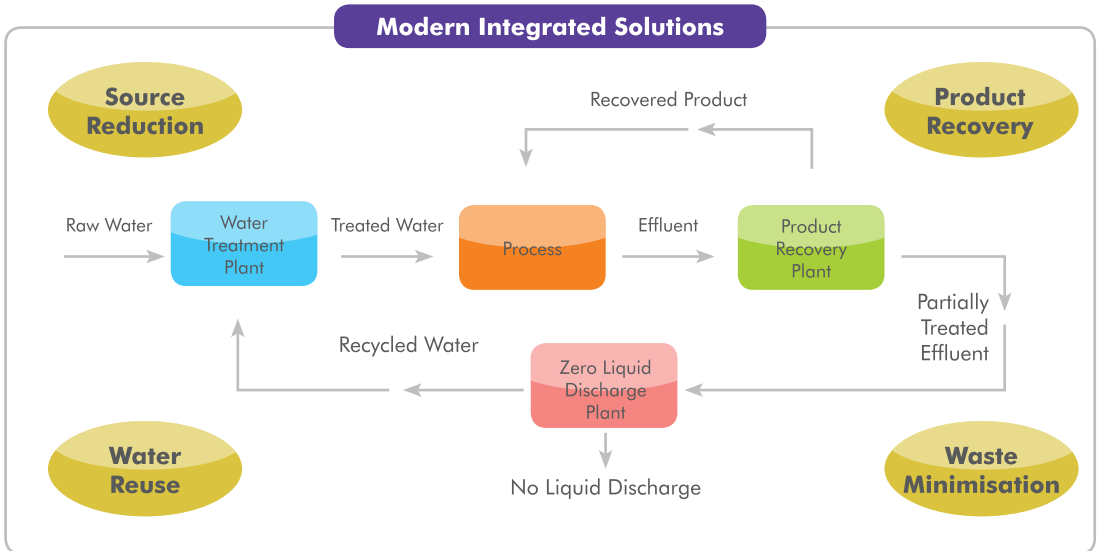 Modern Integrated Solutions
Source
Reduction
Product
Recovery
Recovered Product
Raw Water
Water
Treatment
Plant
Treated Water
Process
Effluent
Product
Recovery
Plant
Partially
Treated
Effluent
Recycled Water
Zero Liquid
Discharge
Plant
No Liquid Discharge
Water
Reuse
Waste
Minimisation